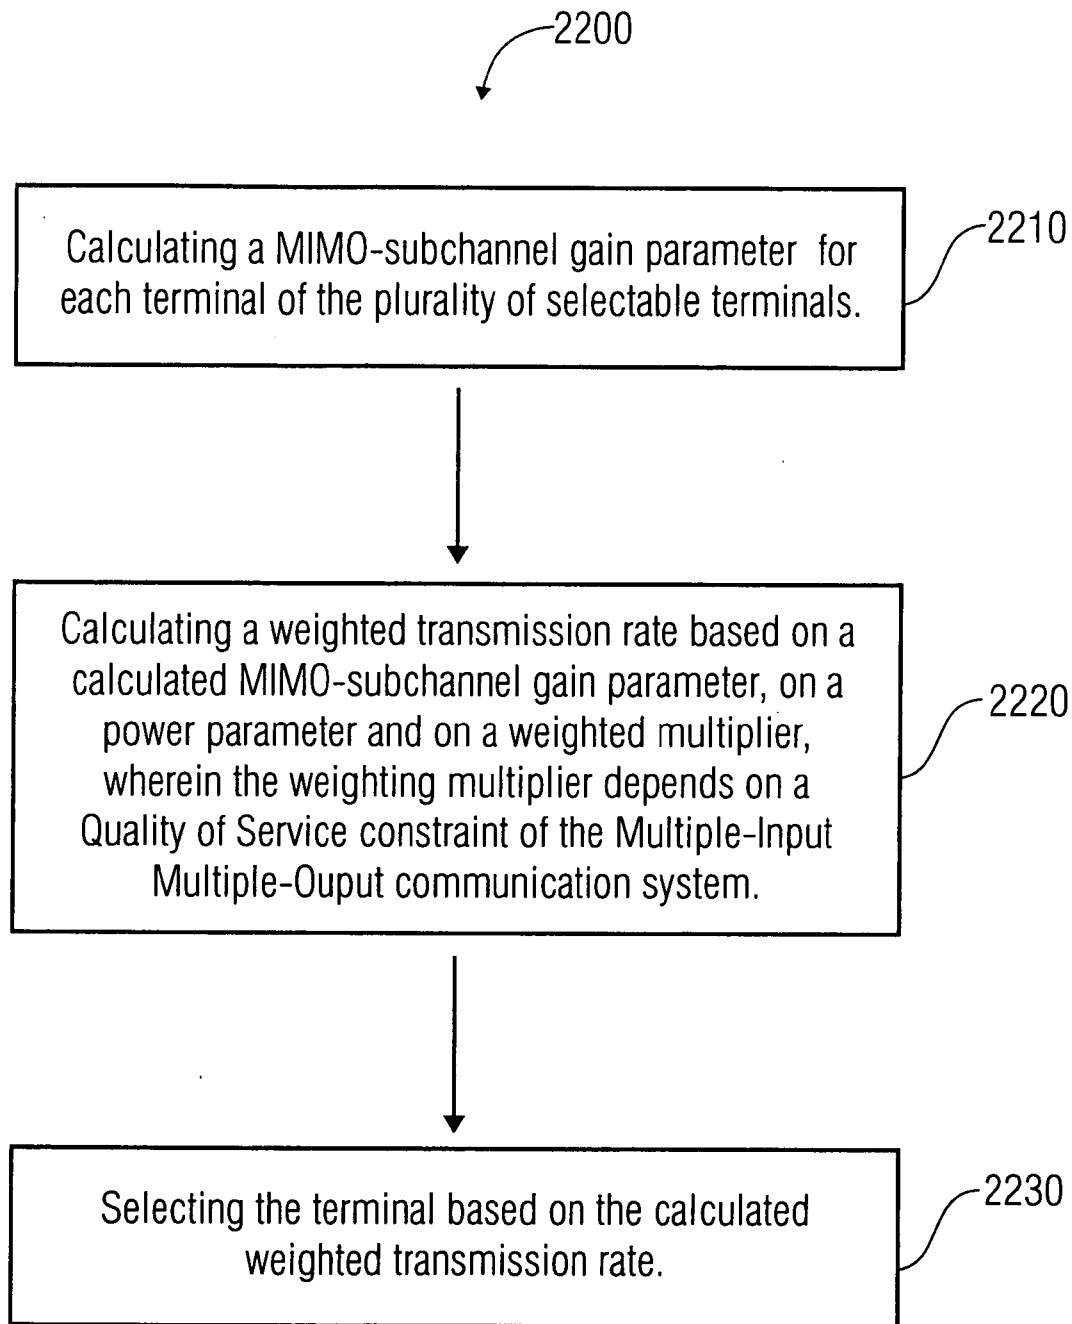 2200
Calculating a MIMO-subchannel gain parameter for
each terminal of the plurality of selectable terminals.
2210
Calculating a weighted transmission rate based on a
calculated MIMO-subchannel gain parameter, on a
power parameter and on a weighted multiplier,
wherein the weighting multiplier depends on a
Quality of Service constraint of the Multiple-Input
Multiple-Ouput communication system.
2220
Selecting the terminal based on the calculated
weighted transmission rate.
2230